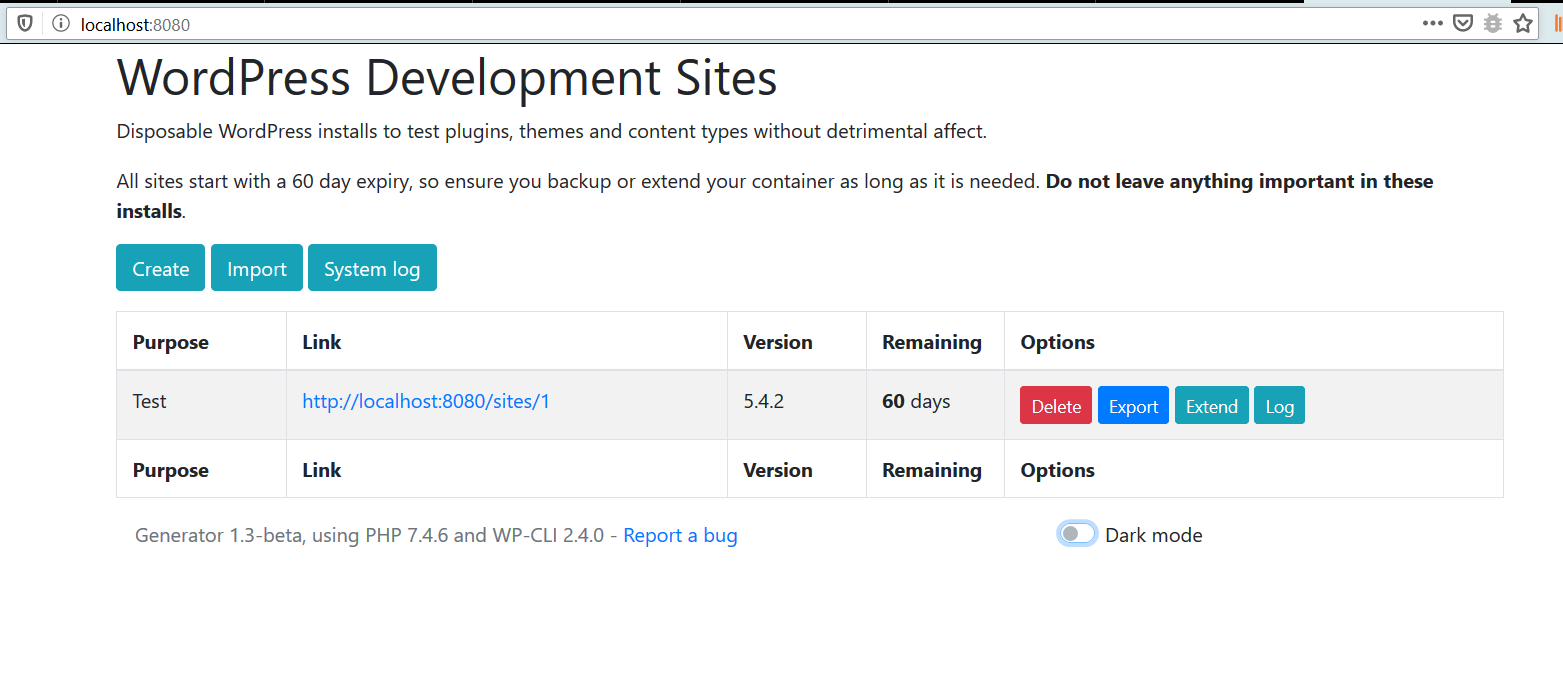 localhost:8080
WordPress Development Sites
Disposable WordPress installs to test plugins, themes and content types without detrimental affect.
All sites start with a 60 day expiry, so ensure you backup or extend your container as long as it is needed. Do not leave anything important in these
installs.
Create Import System log
Purpose Link Version Remaining Options
Test http://localhost:8080/sites/1 5.4.2 60 days Delete Export Extend Log
Purpose Link Version Remaining Options
Generator 1.3-beta, using PHP 7.4.6 and WP-CLI 2.4.0 - Report a bug Dark mode